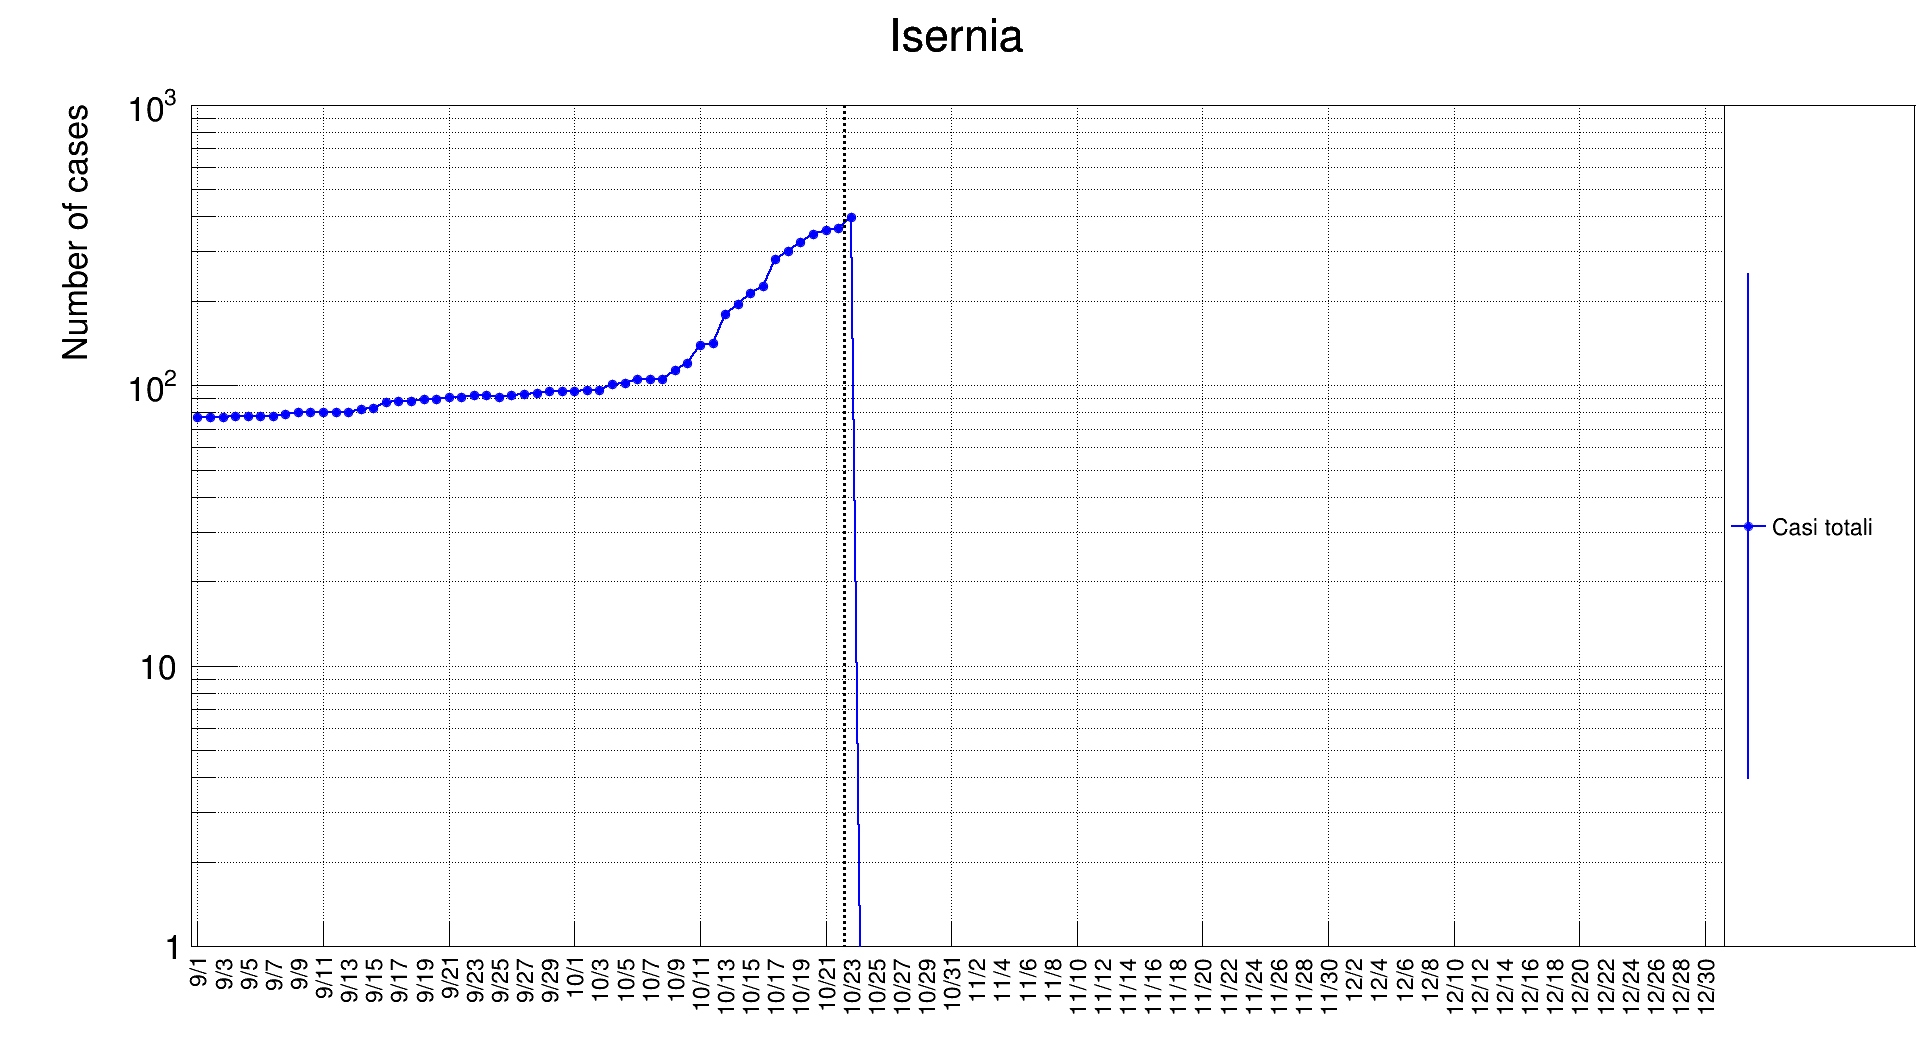 Isernia
Number of cases
10³
10²
10
1
9/1 9/3 9/5 9/7 9/9 9/11 9/13 9/15 9/17 9/19 9/21 9/23 9/25 9/27 9/29 10/1 10/3 10/5 10/7 10/9 10/11 10/13 10/15 10/17 10/19 10/21 10/23 10/25 10/27 10/29 10/31 11/2 11/4 11/6 11/8 11/10 11/12 11/14 11/16 11/18 11/20 11/22 11/24 11/26 11/28 11/30 12/2 12/4 12/6 12/8 12/10 12/12 12/14 12/16 12/18 12/20 12/22 12/24 12/26 12/28 12/30
Casi totali